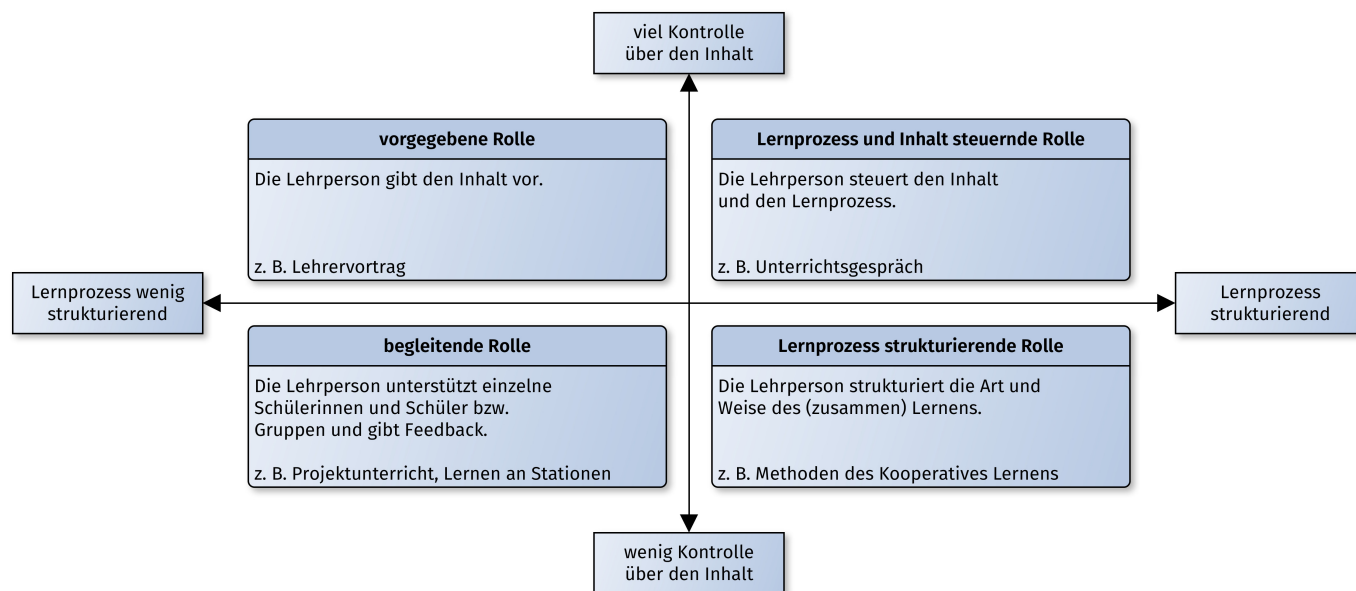 viel Kontrolle
über den Inhalt
vorgegebene Rolle
Die Lehrperson gibt den Inhalt vor.
z. B. Lehrervortrag
Lernprozess und Inhalt steuernde Rolle
Die Lehrperson steuert den Inhalt
und den Lernprozess.
z. B. Unterrichtsgespräch
Lernprozess wenig
strukturierend
Lernprozess
strukturierend
begleitende Rolle
Die Lehrperson unterstützt einzelne
Schülerinnen und Schüler bzw.
Gruppen und gibt Feedback.
z. B. Projektunterricht, Lernen an Stationen
Lernprozess strukturierende Rolle
Die Lehrperson strukturiert die Art und
Weise des (zusammen) Lernens.
z. B. Methoden des Kooperatives Lernens
wenig Kontrolle
über den Inhalt